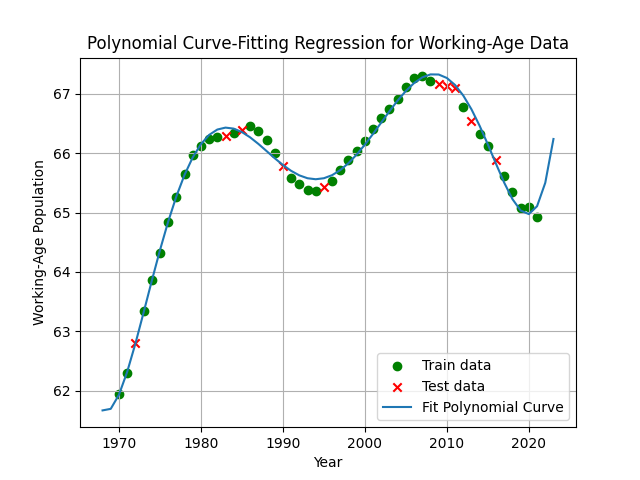 Polynomial Curve-Fitting Regression for Working-Age Data
Working-Age Population
67
66
65
64
63
62
Train data
Test data
Fit Polynomial Curve
1970 1980 1990 2000 2010 2020
Year